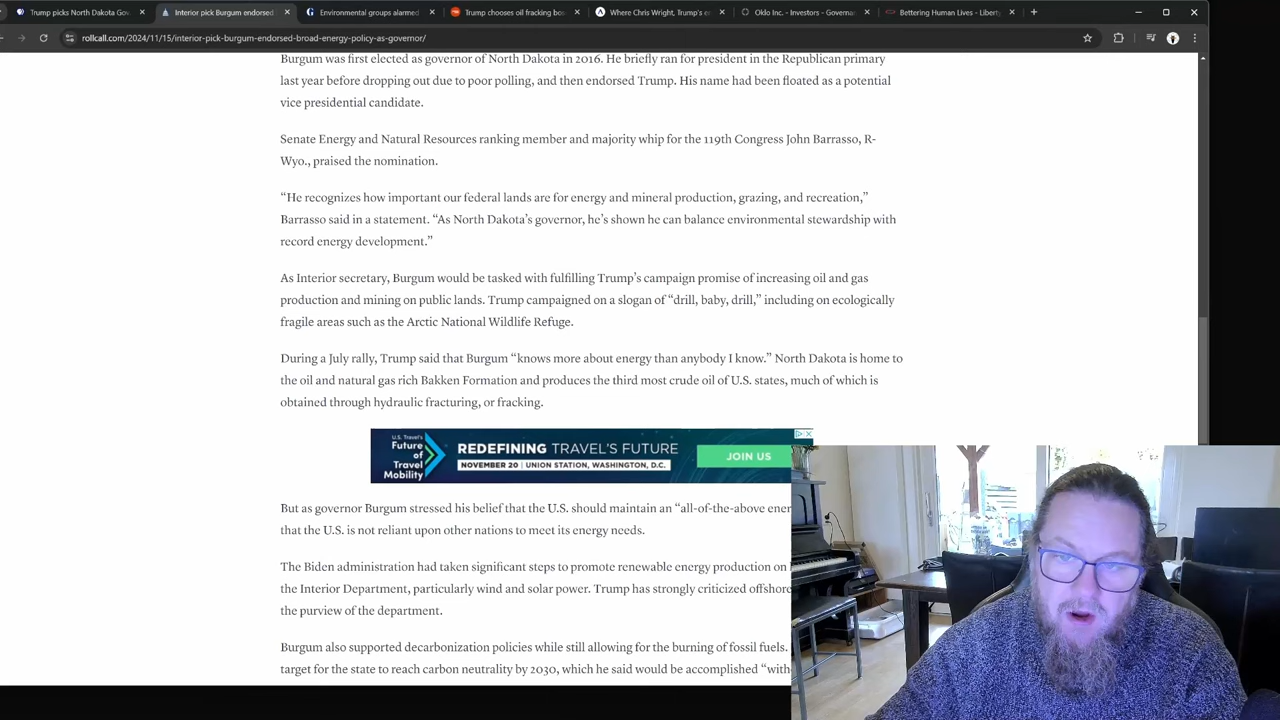 Trump picks North Dakota Gov
Interior pick Burgum endorsed
Environmental groups alarmed
Trump chooses oil fracking bos
Where Chris Wright, Trump's en
Oklo Inc. - Investors - Governa
Bettering Human Lives - Libert
rollcall.com/2024/11/15/interior-pick-burgum-endorsed-broad-energy-policy-as-governor/
Burgum was first elected as governor of North Dakota in 2016. He briefly ran for president in the Republican primary
last year before dropping out due to poor polling, and then endorsed Trump. His name had been floated as a potential
vice presidential candidate.
Senate Energy and Natural Resources ranking member and majority whip for the 119th Congress John Barrasso, R-
Wyo., praised the nomination.
“He recognizes how important our federal lands are for energy and mineral production, grazing, and recreation,”
Barrasso said in a statement. “As North Dakota’s governor, he’s shown he can balance environmental stewardship with
record energy development.”
As Interior secretary, Burgum would be tasked with fulfilling Trump’s campaign promise of increasing oil and gas
production and mining on public lands. Trump campaigned on a slogan of “drill, baby, drill,” including on ecologically
fragile areas such as the Arctic National Wildlife Refuge.
During a July rally, Trump said that Burgum “knows more about energy than anybody I know.” North Dakota is home to
the oil and natural gas rich Bakken Formation and produces the third most crude oil of U.S. states, much of which is
obtained through hydraulic fracturing, or fracking.
U.S. Travel's
Future
of
Travel
Mobility
REDEFINING TRAVEL'S FUTURE
NOVEMBER 20 | UNION STATION, WASHINGTON, D.C.
JOIN US
But as governor Burgum stressed his belief that the U.S. should maintain an “all-of-the-above ener
that the U.S. is not reliant upon other nations to meet its energy needs.
The Biden administration had taken significant steps to promote renewable energy production on
the Interior Department, particularly wind and solar power. Trump has strongly criticized offshore
the purview of the department.
Burgum also supported decarbonization policies while still allowing for the burning of fossil fuels.
target for the state to reach carbon neutrality by 2030, which he said would be accomplished “with